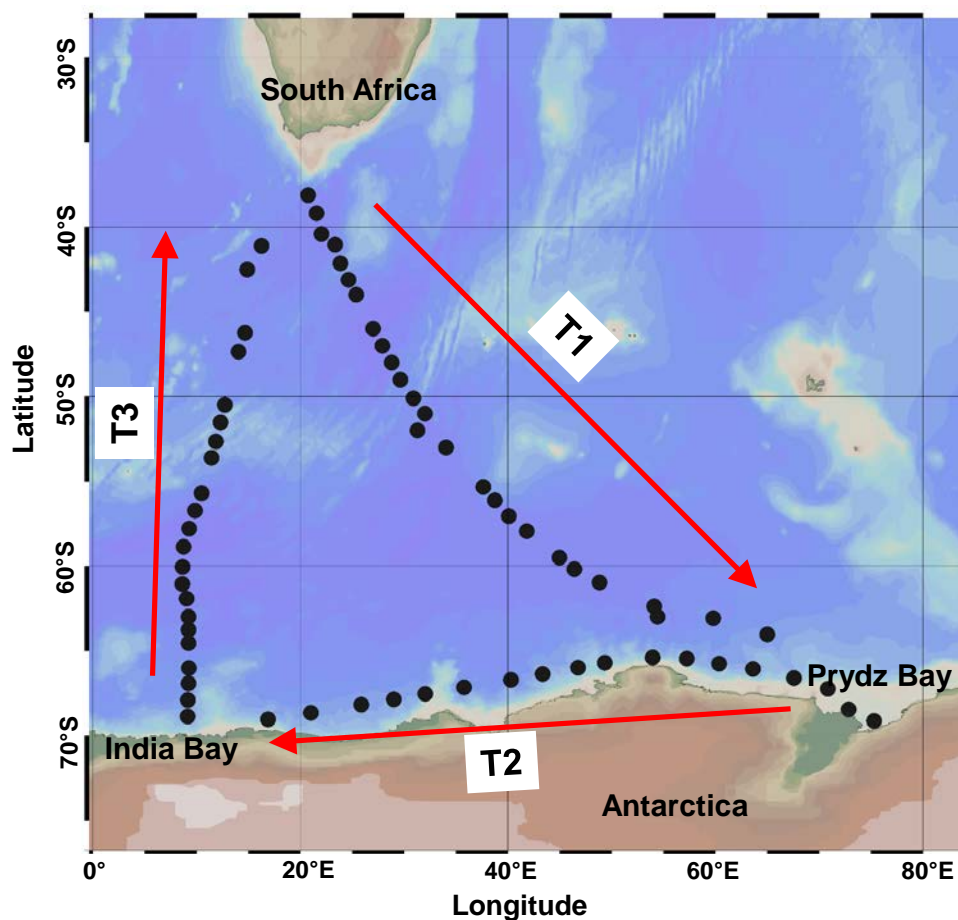 South Africa
30°S
40°S
50°S
60°S
70°S
Latitude
T1
T3
T2
Prydz Bay
India Bay
Antarctica
0°
20°E
40°E
60°E
80°E
Longitude